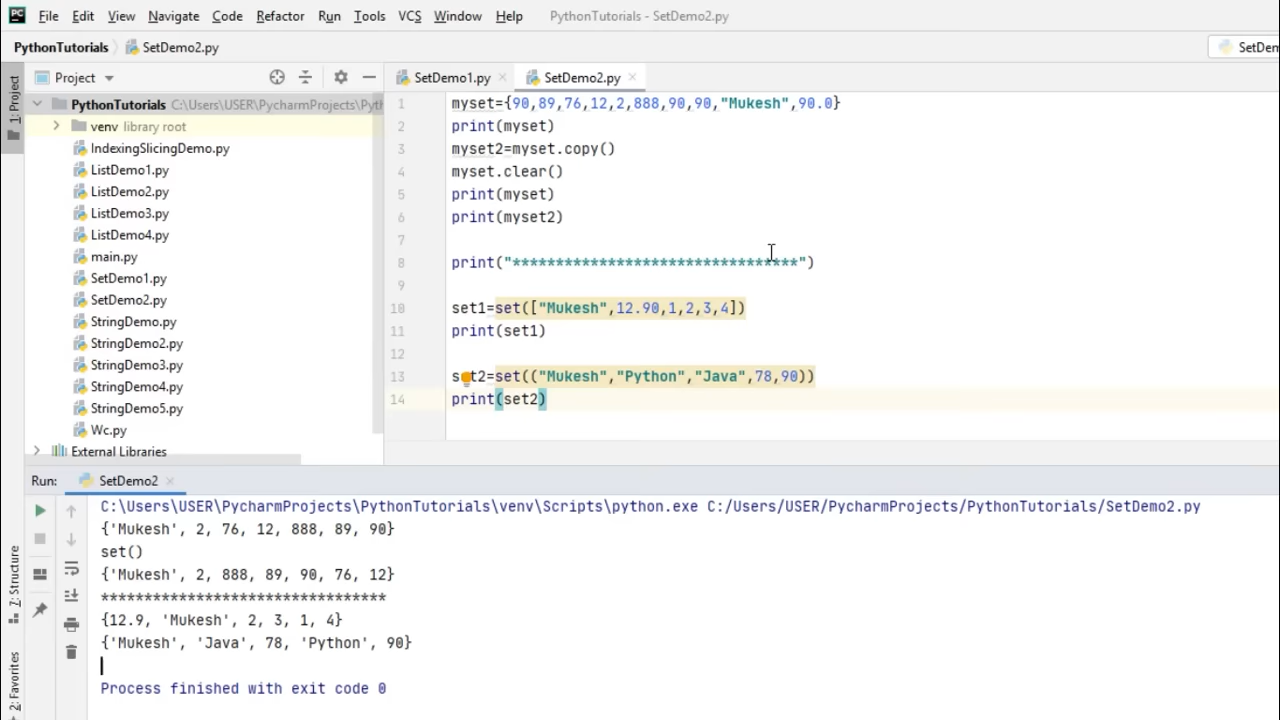 PC File Edit View Navigate Code Refactor Run Tools VCS Window Help PythonTutorials - SetDemo2.py
PythonTutorials SetDemo2.py SetDem
1: Project
Project
SetDemo1.py SetDemo2.py
PythonTutorials C:\Users\USER\PycharmProjects\Pyth
venv library root
IndexingSlicingDemo.py
ListDemo1.py
ListDemo2.py
ListDemo3.py
ListDemo4.py
main.py
SetDemo1.py
SetDemo2.py
StringDemo.py
StringDemo2.py
StringDemo3.py
StringDemo4.py
StringDemo5.py
Wc.py
External Libraries
1 myset={90,89,76,12,2,888,90,90,"Mukesh",90.0}
2 print(myset)
3 myset2=myset.copy()
4 myset.clear()
5 print(myset)
6 print(myset2)
7
8 print("*********************************")
9
10 set1=set(["Mukesh",12.90,1,2,3,4])
11 print(set1)
12
13 set2=set(("Mukesh","Python","Java",78,90))
14 print(set2)
Run: SetDemo2
C:\Users\USER\PycharmProjects\PythonTutorials\venv\Scripts\python.exe C:/Users/USER/PycharmProjects/PythonTutorials/SetDemo2.py
{'Mukesh', 2, 76, 12, 888, 89, 90}
set()
{'Mukesh', 2, 888, 89, 90, 76, 12}
*********************************
{12.9, 'Mukesh', 2, 3, 1, 4}
{'Mukesh', 'Java', 78, 'Python', 90}
Process finished with exit code 0
7: Structure
2: Favorites